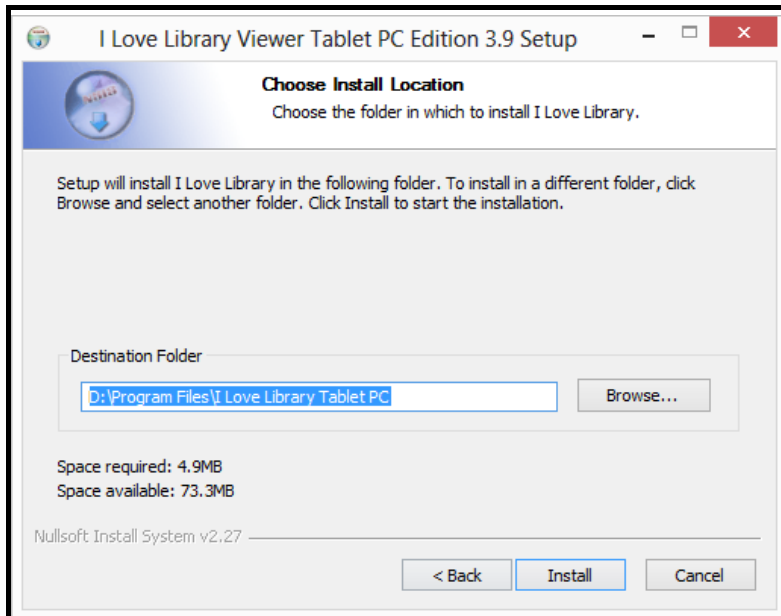 I Love Library Viewer Tablet PC Edition 3.9 Setup
Choose Install Location
Choose the folder in which to install I Love Library.
Setup will install I Love Library in the following folder. To install in a different folder, click
Browse and select another folder. Click Install to start the installation.
Destination Folder
D:\Program Files\I Love Library Tablet PC
Browse...
Space required: 4.9MB
Space available: 73.3MB
Nullsoft Install System v2.27
< Back
Install
Cancel